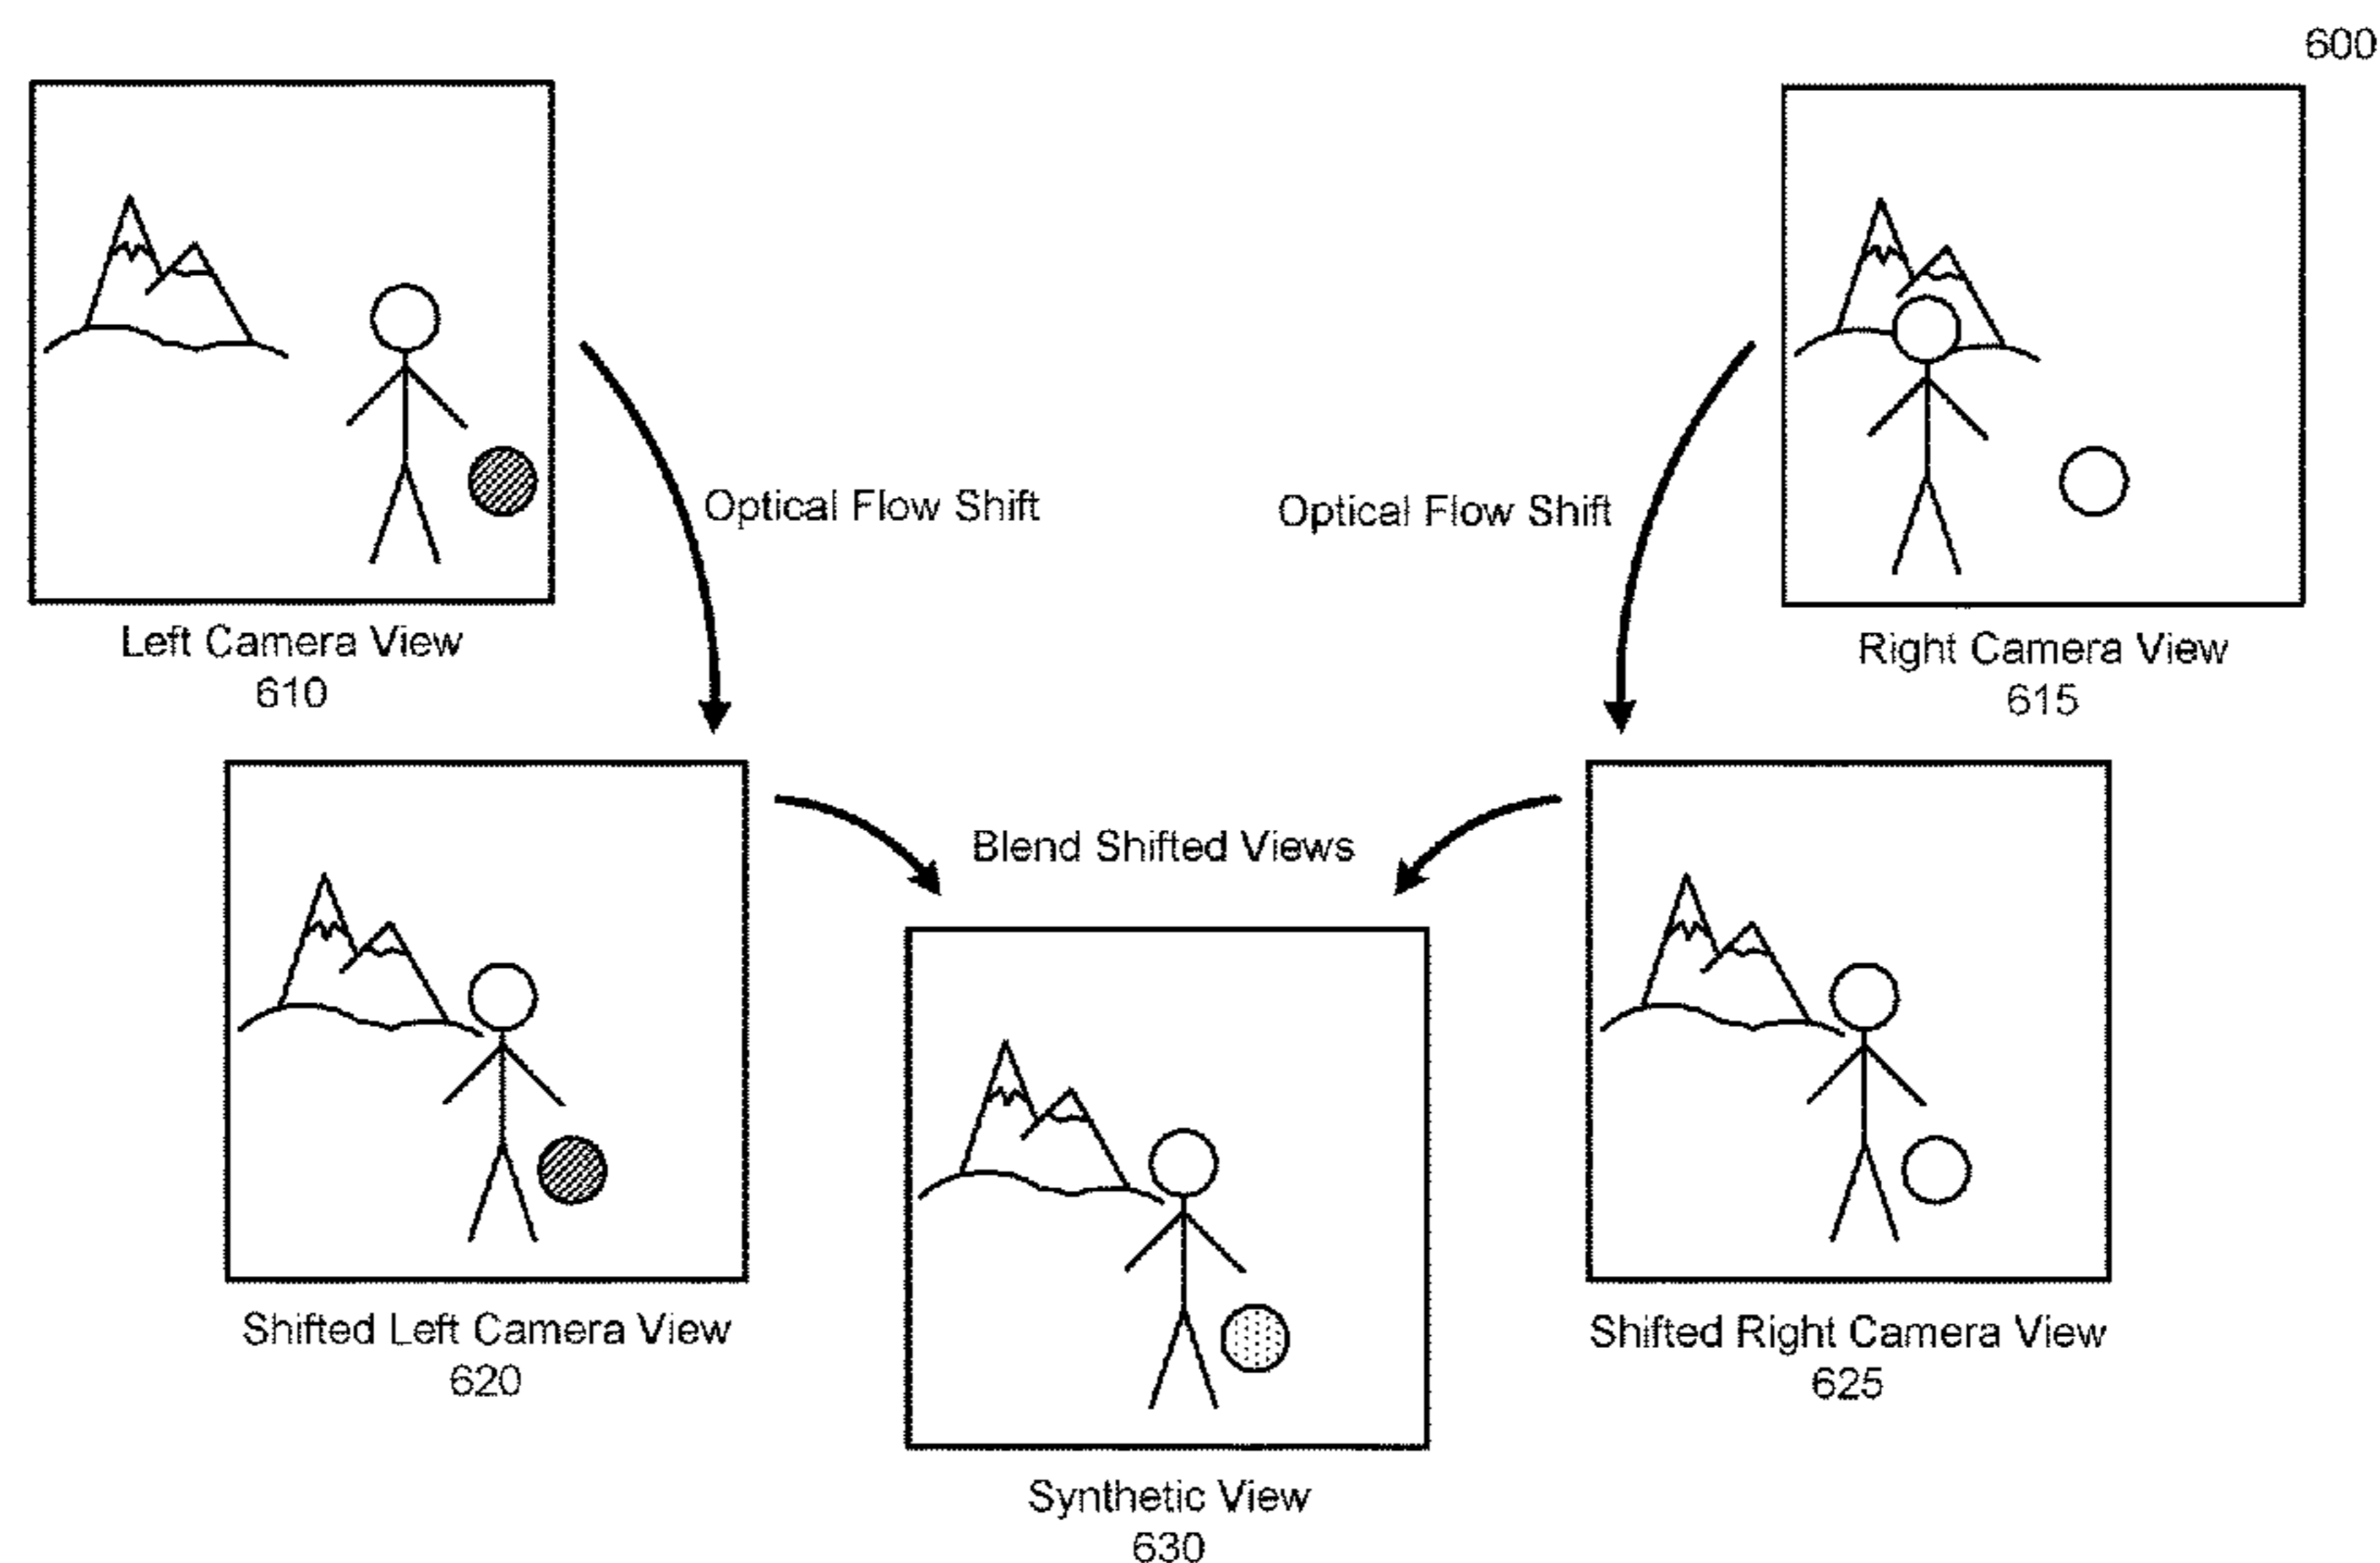 600
Optical Flow Shift
Optical Flow Shift
Left Camera View
610
Right Camera View
615
Blend Shifted Views
Shifted Left Camera View
620
Shifted Right Camera View
625
Synthetic View
630